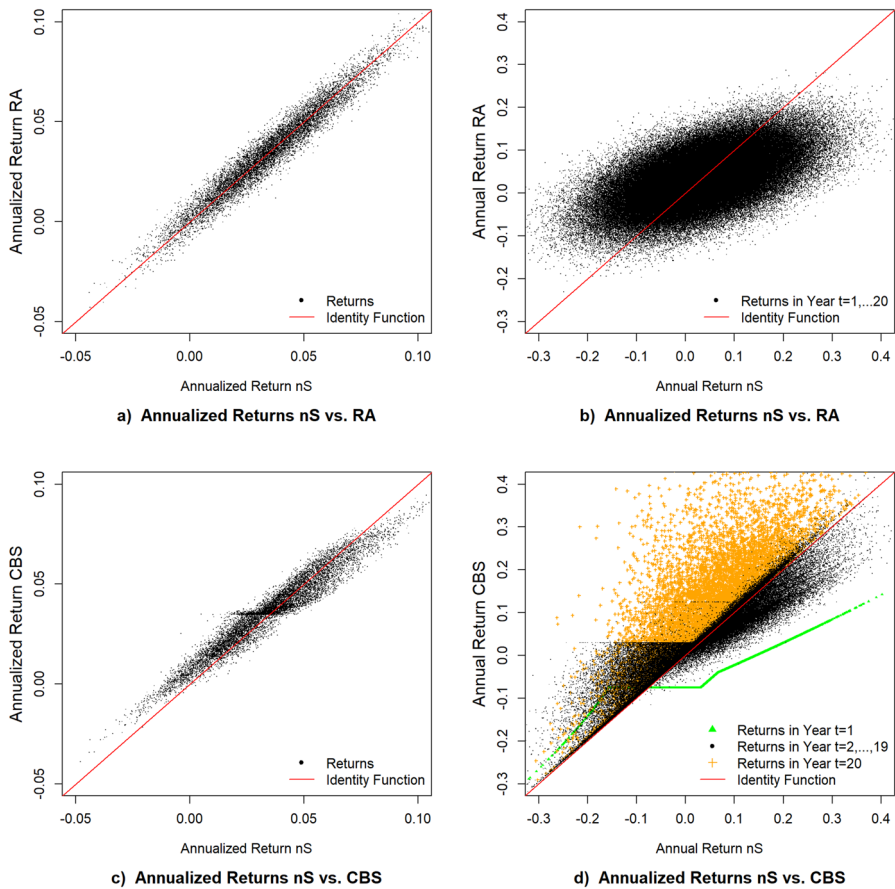 Annualized Return RA
0.10
0.05
0.00
-0.05
-0.05
0.00
0.05
0.10
Returns
Identity Function
Annualized Return nS
a) Annualized Returns nS vs. RA
Annual Return RA
0.4
0.3
0.2
0.1
0.0
-0.1
-0.2
-0.3
-0.3
-0.2
-0.1
0.0
0.1
0.2
0.3
0.4
Returns in Year t=1,...20
Identity Function
Annual Return nS
b) Annualized Returns nS vs. RA
Annualized Return CBS
0.10
0.05
0.00
-0.05
-0.05
0.00
0.05
0.10
Returns
Identity Function
Annualized Return nS
c) Annualized Returns nS vs. CBS
Annual Return CBS
0.4
0.3
0.2
0.1
0.0
-0.1
-0.2
-0.3
-0.3
-0.2
-0.1
0.0
0.1
0.2
0.3
0.4
Returns in Year t=1
Returns in Year t=2,...,19
Returns in Year t=20
Identity Function
Annual Return nS
d) Annualized Returns nS vs. CBS